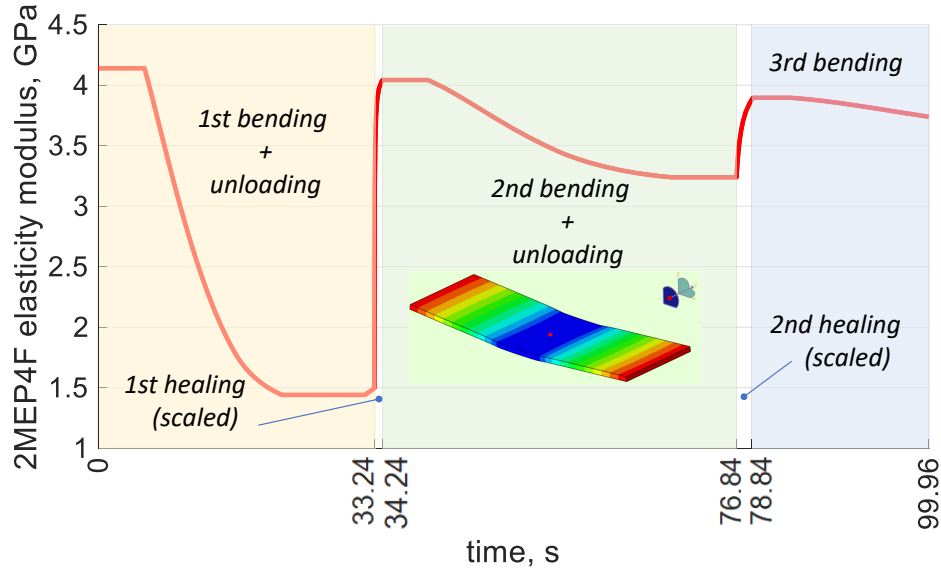 2MEP4F elasticity modulus, GPa
4.5
4
3.5
3
2.5
2
1.5
1
1st bending
+
unloading
2nd bending
+
unloading
3rd bending
1st healing
(scaled)
2nd healing
(scaled)
0
33.24
34.24
76.84
78.84
99.96
time, s